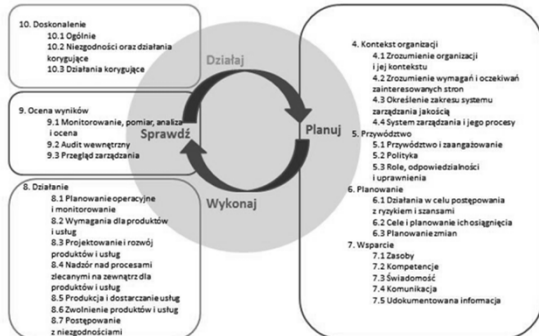 10. Doskonalenie
10.1 Ogólnie
10.2 Niezgodności oraz działania
korygujące
10.3 Działania korygujące
9. Ocena wyników
9.1 Monitorowanie, pomiar, analiza
i ocena
9.2 Audit wewnętrzny
9.3 Przegląd zarządzania
8. Działanie
8.1 Planowanie operacyjne
i monitorowanie
8.2 Wymagania dla produktów
i usług
8.3 Projektowanie i rozwój
produktów i usług
8.4 Nadzór nad procesami
zlecanymi na zewnątrz dla
produktów i usług
8.5 Produkcja i dostarczanie usług
8.6 Zwolnienie produktów i usług
8.7 Postępowanie
z niezgodnościami
Działaj
Sprawdź
Planuj
Wykonaj
4. Kontekst organizacji
4.1 Zrozumienie organizacji
i jej kontekstu
4.2 Zrozumienie wymagań i oczekiwań
zainteresowanych stron
4.3 Określenie zakresu systemu
zarządzania jakością
4.4 System zarządzania i jego procesy
5. Przywództwo
5.1 Przywództwo i zaangażowanie
5.2 Polityka
5.3 Role, odpowiedzialności
i uprawnienia
6. Planowanie
6.1 Działania w celu postępowania
z ryzykiem i szansami
6.2 Cele i planowanie ich osiągnięcia
6.3 Planowanie zmian
7. Wsparcie
7.1 Zasoby
7.2 Kompetencje
7.3 Świadomość
7.4 Komunikacja
7.5 Udokumentowana informacja